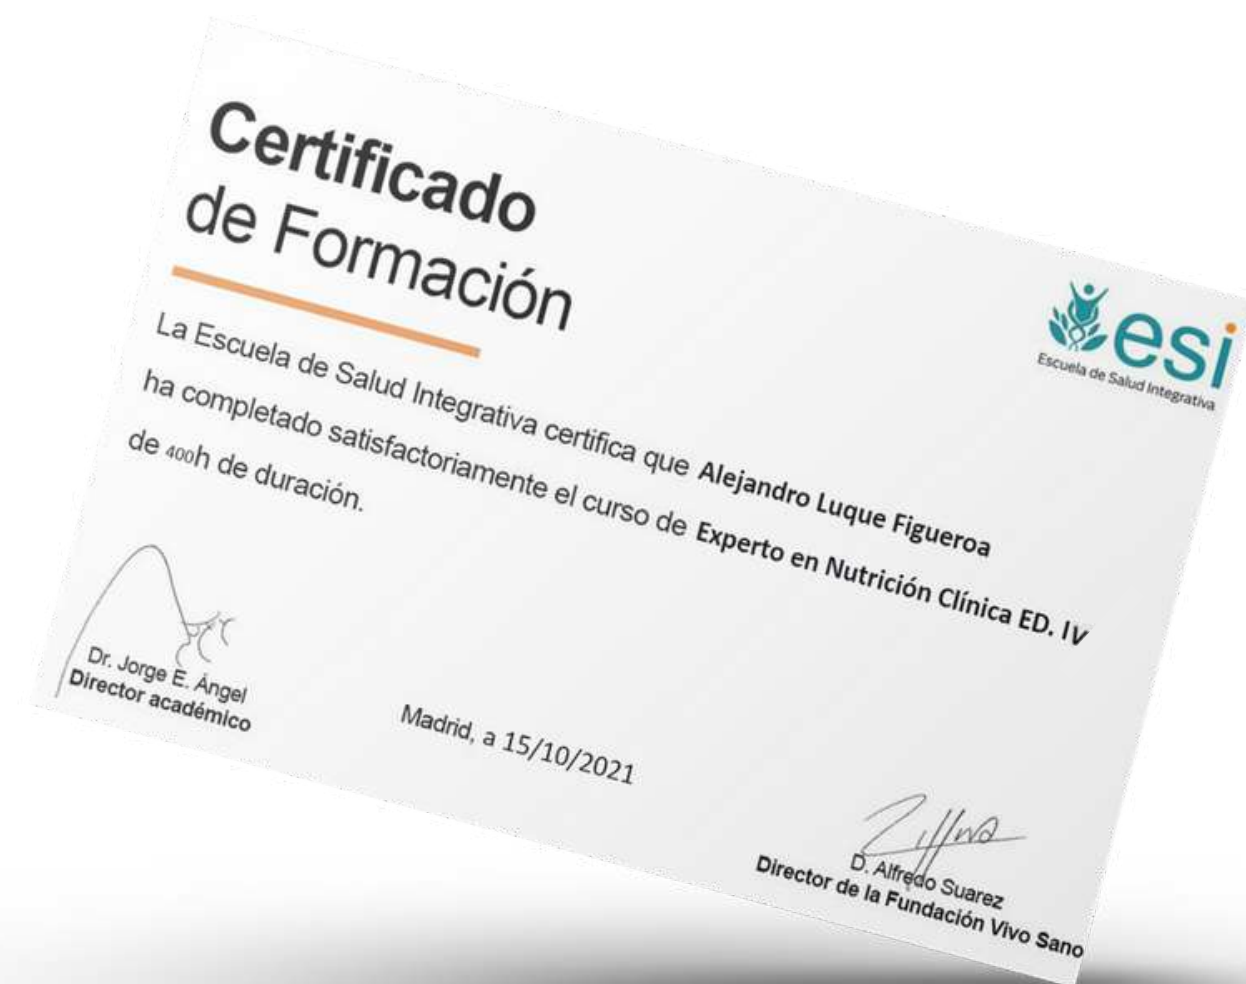 Certificado
de Formación
esi
Escuela de Salud Integrativa
La Escuela de Salud Integrativa certifica que Alejandro Luque Figueroa
ha completado satisfactoriamente el curso de Experto en Nutrición Clínica ED. IV
de 400h de duración.
Dr. Jorge E. Ángel
Director académico
Madrid, a 15/10/2021
D. Alfredo Suarez
Director de la Fundación Vivo Sano